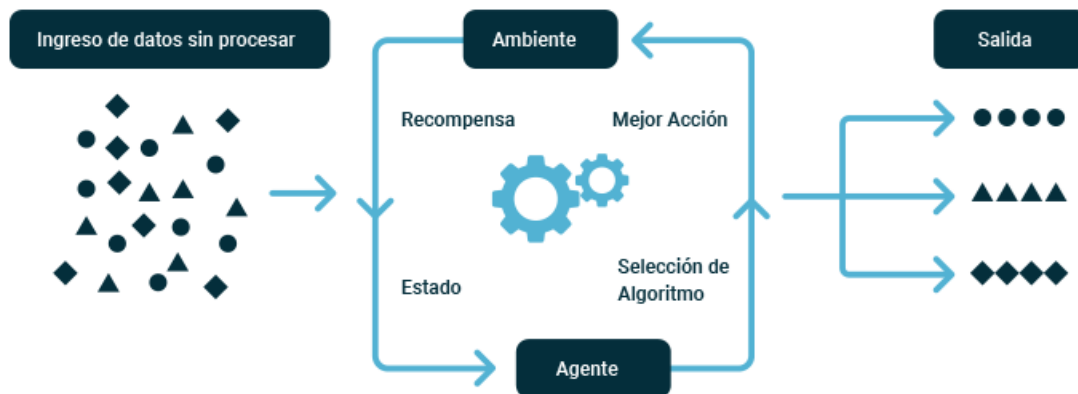 Ingreso de datos sin procesar
Ambiente
Salida
Recompensa
Mejor Acción
Estado
Selección de
Algoritmo
Agente